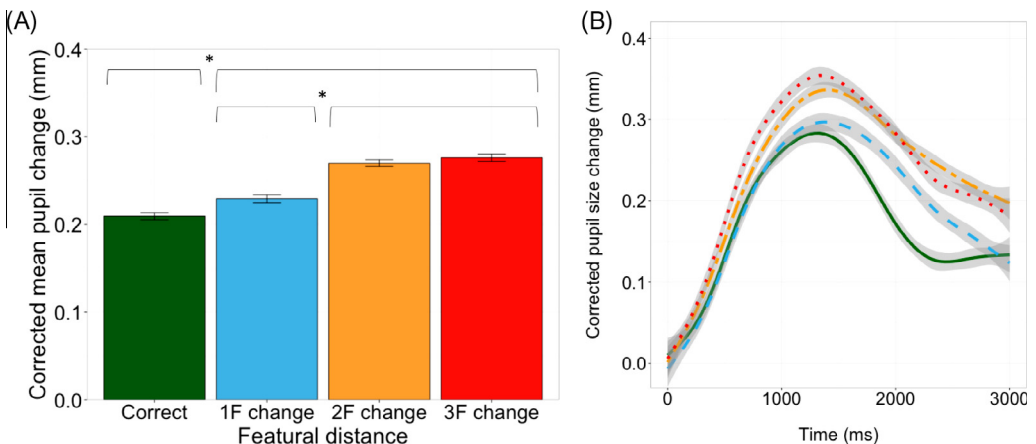 (A)
Corrected mean pupil change (mm)
0.4
0.3
0.2
0.1
0.0
*
*
Correct 1F change 2F change 3F change
Featural distance
(B)
Corrected pupil size change (mm)
0.4
0.3
0.2
0.1
0.0
0 1000 2000 3000
Time (ms)